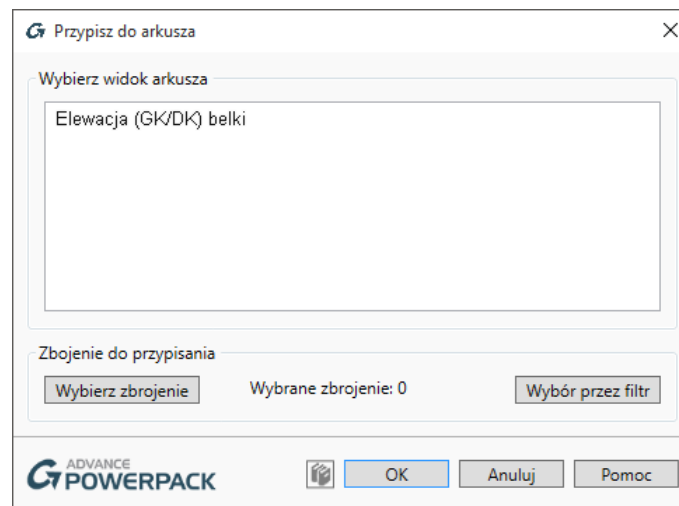 Przypisz do arkusza
Wybierz widok arkusza
Elewacja (GK/DK) belki
Zbojenie do przypisania
Wybierz zbrojenie Wybrane zbrojenie: 0 Wybór przez filtr
ADVANCE
POWERPACK
OK Anuluj Pomoc